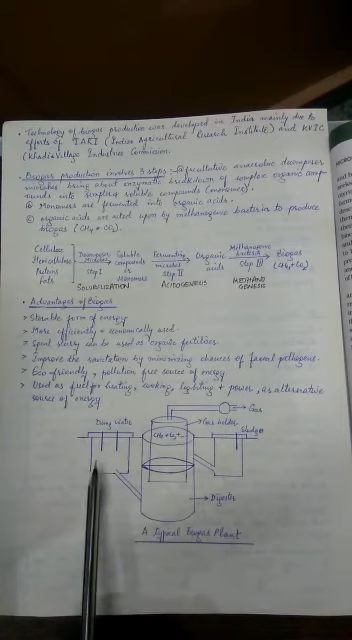 • Technology of biogas production was developed in India mainly due to
efforts of IARI (Indian Agricultural Research Institute) and KVIC
(Khadi & Village Industries Commission.
• Biogas production involves 3 steps → ⓐ facultative anaerobic decomposer
microbes bring about enzymatic breakdown of complex organic comp-
ounds into simpler soluble compounds (monomers).
ⓑ Monomers are fermented into organic acids.
ⓒ organic acids are acted upon by methanogenic bacteria to produce
biogas (CH4 + CO2).
Cellulose
Hemicellulose
Proteins
Fats
Decomposer
Microbes
Step I
SOLUBILIZATION
Soluble
compounds
or
Monomers
Fermenting
microbes
Step II
ACITOGENESIS
Organic
acids
Methanogenic
bacteria
Step III
METHANO
GENESIS
Biogas
(CH4+CO2)
• Advantages of Biogas
> Storable form of energy.
> More efficiently & economically used.
> Spent slurry can be used as organic fertilizer.
> Improve the sanitation by minimizing chances of faecal pathogens.
> Eco-friendly & pollution free source of energy.
> Used as fuel for heating, cooking, lighting & power, as alternative
source of energy.
Gas
Gas holder
Dung Water
Sludge
CH4 + CO2 + ..
Digester
A Typical Biogas Plant